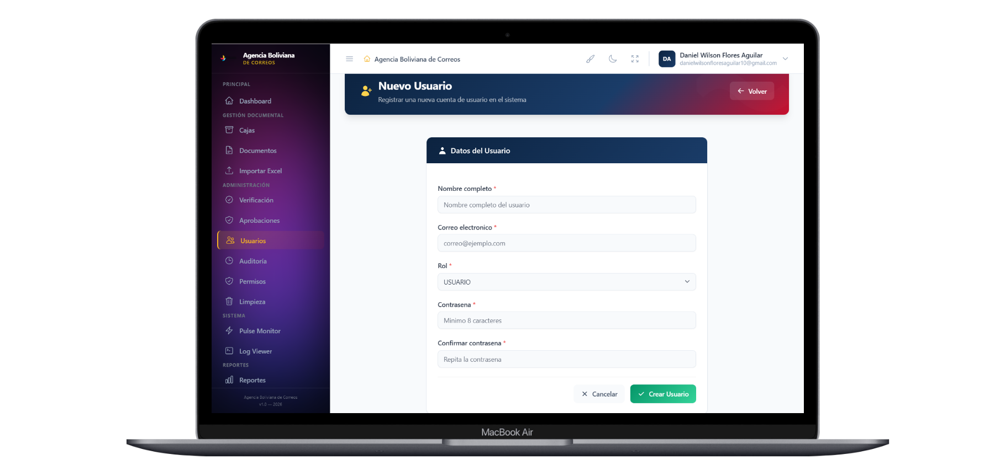 Agencia Boliviana
DE CORREOS
PRINCIPAL
Dashboard
GESTIÓN DOCUMENTAL
Cajas
Documentos
Importar Excel
ADMINISTRACIÓN
Verificación
Aprobaciones
Usuarios
Auditoría
Permisos
Limpieza
SISTEMA
Pulse Monitor
Log Viewer
REPORTES
Reportes
Agencia Boliviana de Correos
v1.0 — 2026
Agencia Boliviana de Correos
DA
Daniel Wilson Flores Aguilar
danielwilsonfloresaguilar10@gmail.com
Nuevo Usuario
Registrar una nueva cuenta de usuario en el sistema
Volver
Datos del Usuario
Nombre completo *
Nombre completo del usuario
Correo electronico *
correo@ejemplo.com
Rol *
USUARIO
Contrasena *
Minimo 8 caracteres
Confirmar contrasena *
Repita la contrasena
Cancelar
Crear Usuario
MacBook Air